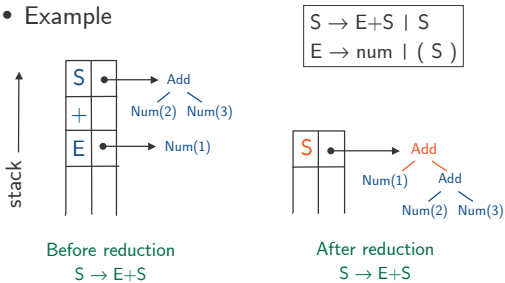 • Example
S → E+S | S
E → num | ( S )
stack
S
Add
Num(2) Num(3)
+
E
Num(1)
Before reduction
S → E+S
S
Add
Num(1)
Add
Num(2) Num(3)
After reduction
S → E+S